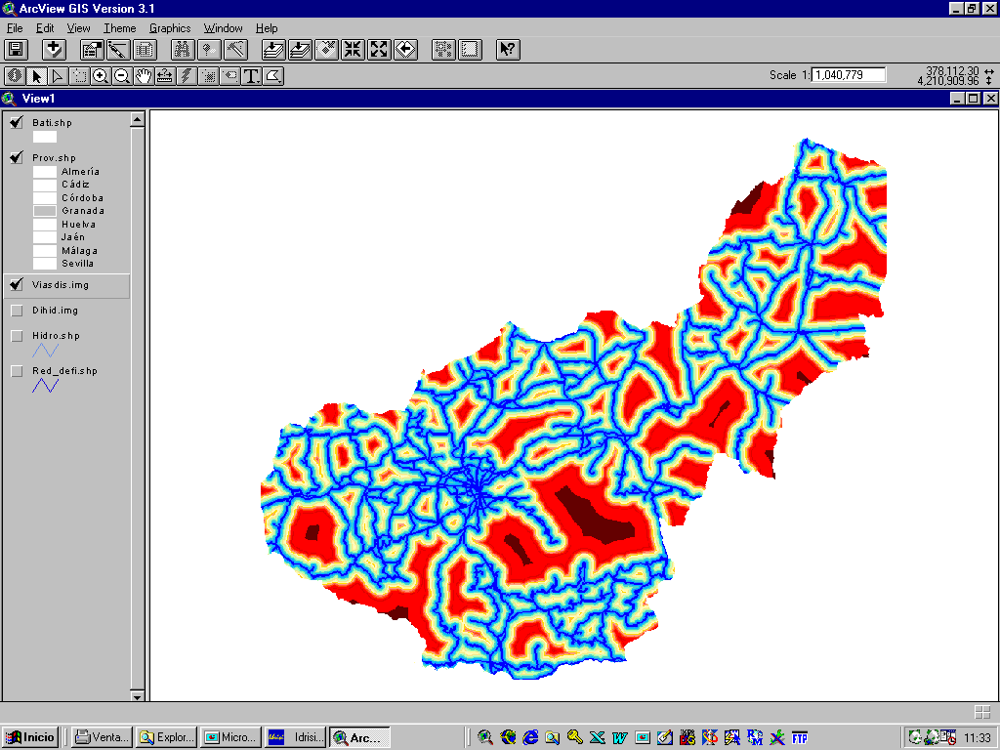 ArcView GIS Version 3.1
File Edit View Theme Graphics Window Help
Scale 1: 1,040,779
378,112.30
4,210,909.96
View1
Bati.shp
Prov.shp
Almería
Cádiz
Córdoba
Granada
Huelva
Jaén
Málaga
Sevilla
Viasdis.img
Dihid.img
Hidro.shp
Red_defi.shp
Inicio Venta... Explor... Micro... Idrisi... Arc... FTP 11:33